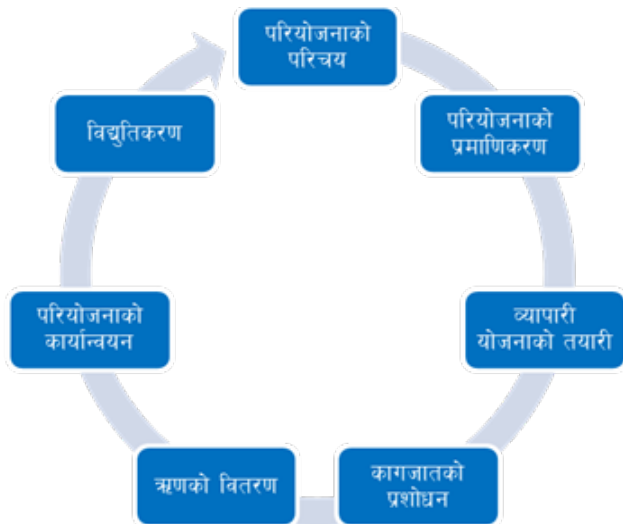 परियोजनाको
परिचय
परियोजनाको
प्रमाणिकरण
व्यापारी
योजनाको तयारी
कागजातको
प्रशोधन
ऋणको वितरण
परियोजनाको
कार्यान्वयन
विद्युतिकरण